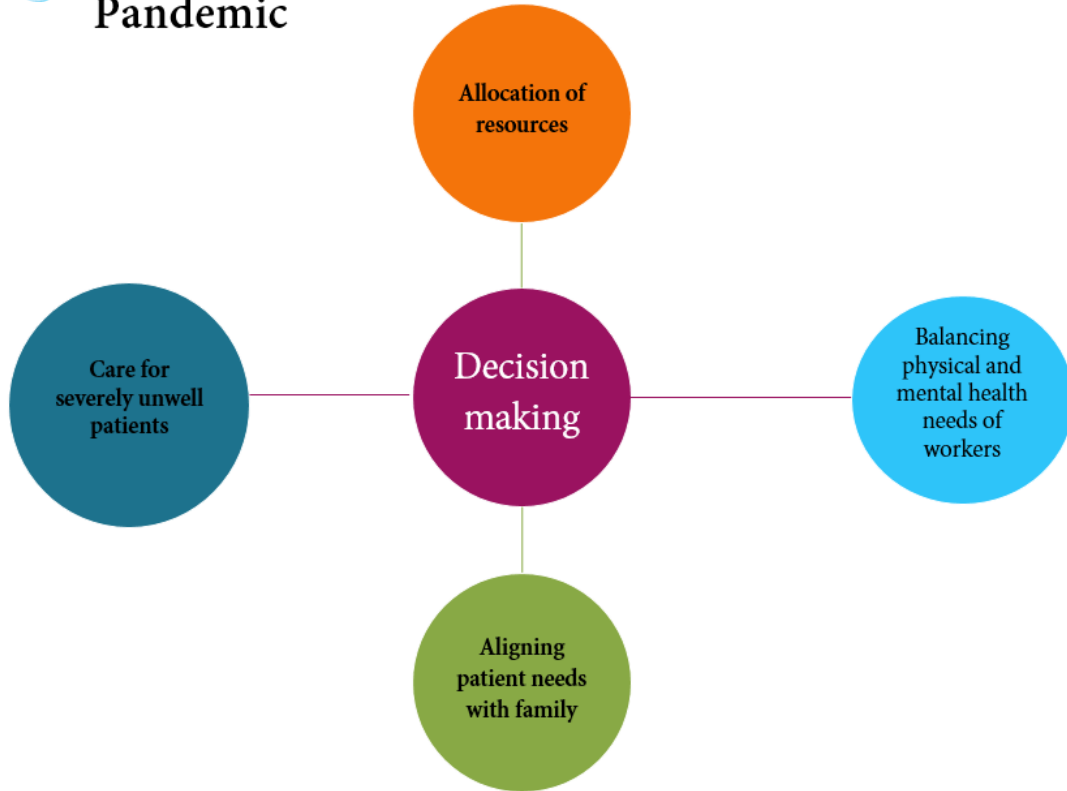 Pandemic
Allocation of
resources
Care for
severely unwell
patients
Decision
making
Balancing
physical and
mental health
needs of
workers
Aligning
patient needs
with family